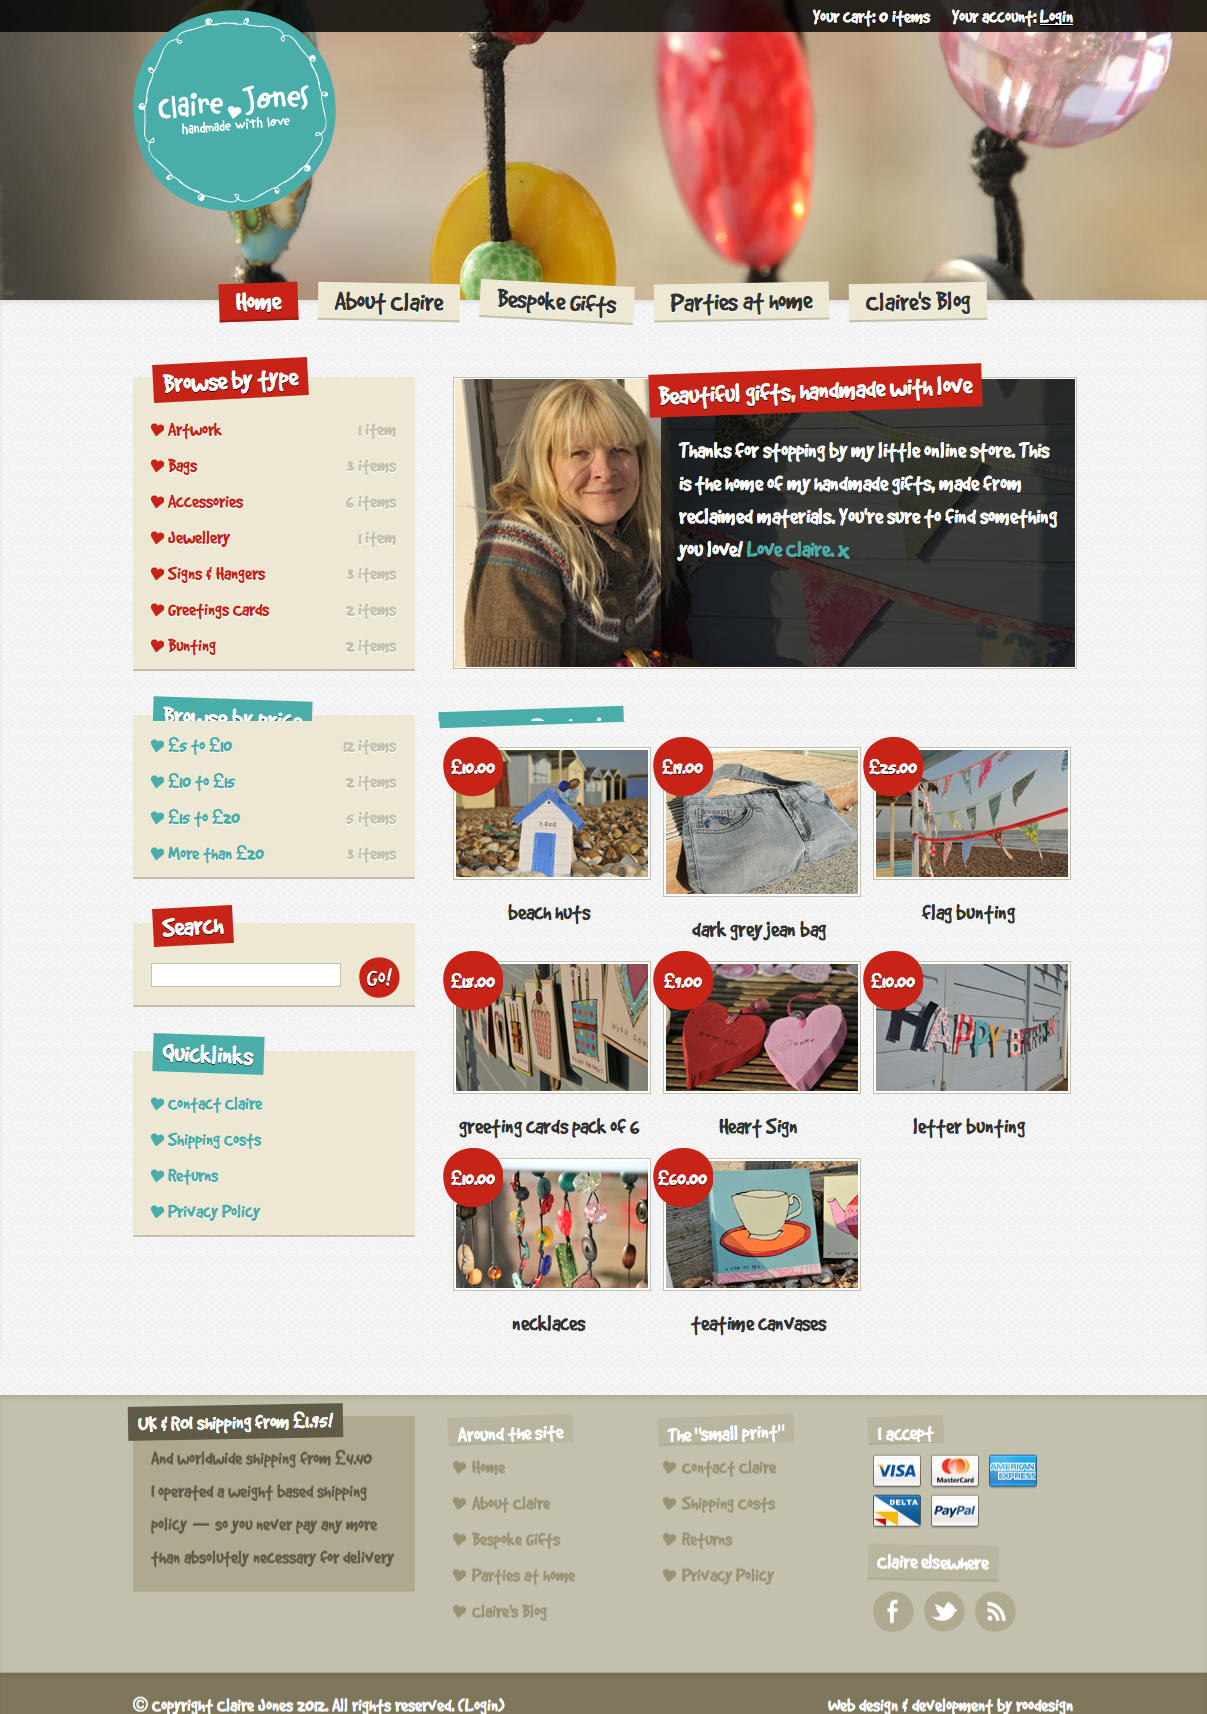 Your cart: 0 items Your account: Login
Claire Jones
handmade with love
Home About Claire Bespoke Gifts Parties at home Claire's Blog
Browse by type
Artwork 1 item
Bags 3 items
Accessories 6 items
Jewellery 1 item
Signs & Hangers 3 items
Greetings Cards 2 items
Bunting 2 items
Beautiful gifts, handmade with love
Thanks for stopping by my little online store. This
is the home of my handmade gifts, made from
reclaimed materials. You're sure to find something
you love! Love Claire. x
Browse by price
£5 to £10 12 items
£10 to £15 2 items
£15 to £20 5 items
More than £20 3 items
Search
Go!
Quicklinks
Contact Claire
Shipping Costs
Returns
Privacy Policy
£10.00 £19.00 £25.00
beach huts
dark grey jean bag
flag bunting
£18.00 £9.00 £10.00
HAPPY
greeting cards pack of 6
Heart Sign
letter bunting
£10.00 £60.00
necklaces
teatime canvases
UK & ROI shipping from £1.95!
And worldwide shipping from £4.40
I operated a weight based shipping
policy — so you never pay any more
than absolutely necessary for delivery
Around the site
Home
About Claire
Bespoke Gifts
Parties at home
Claire's Blog
The "small print"
Contact Claire
Shipping Costs
Returns
Privacy Policy
I accept
VISA MasterCard AMERICAN EXPRESS
DELTA PayPal
Claire elsewhere
© Copyright Claire Jones 2012. All rights reserved. (Login)
Web design & development by roodesign